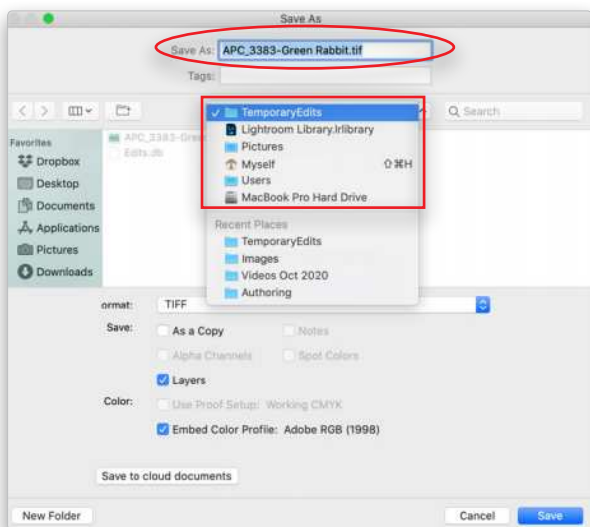 Save As
Save As: APC_3383-Green Rabbit.tif
Tags:
Search
✓ TemporaryEdits
Lightroom Library.lrlibrary
Pictures
Myself ⇧⌘H
Users
MacBook Pro Hard Drive
Recent Places
TemporaryEdits
Images
Videos Oct 2020
Authoring
Favorites
Dropbox
Desktop
Documents
Applications
Pictures
Downloads
APC_3383-Gree
Edits.db
ormat: TIFF
Save: As a Copy Notes
Alpha Channels Spot Colors
Layers
Color: Use Proof Setup: Working CMYK
Embed Color Profile: Adobe RGB (1998)
Save to cloud documents
New Folder Cancel Save